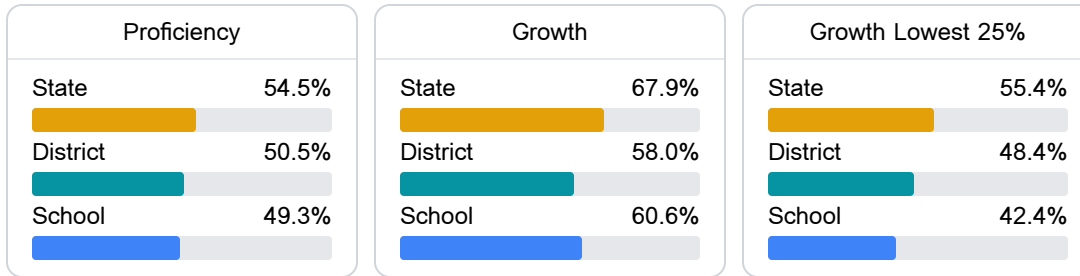 Proficiency
State 54.5%
District 50.5%
School 49.3%
Growth
State 67.9%
District 58.0%
School 60.6%
Growth Lowest 25%
State 55.4%
District 48.4%
School 42.4%